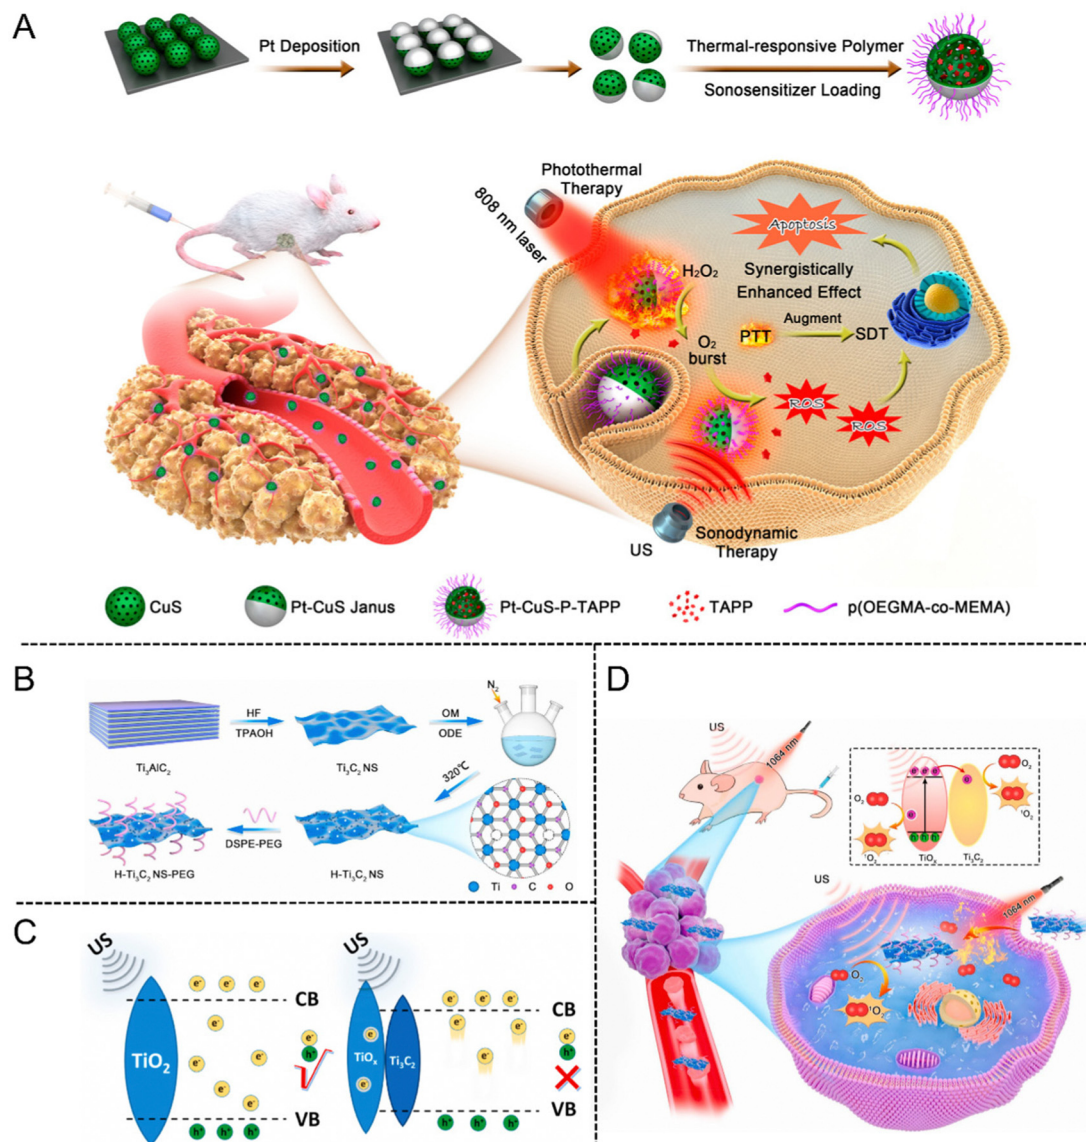 A
Pt Deposition
Thermal-responsive Polymer
Sonosensitizer Loading
Photothermal
Therapy
808 nm laser
H₂O₂
Apoptosis
Synergistically
Enhanced Effect
Augment
PTT
SDT
O₂
burst
ROS
ROS
US
Sonodynamic
Therapy
CuS
Pt-CuS Janus
Pt-CuS-P-TAPP
TAPP
p(OEGMA-co-MEMA)
B
HF
TPAOH
OM
ODE
N₂
Ti₃AlC₂
Ti₃C₂ NS
320℃
DSPE-PEG
H-Ti₃C₂ NS-PEG
H-Ti₃C₂ NS
Ti
C
O
C
US
US
TiO₂
e⁻ e⁻ e⁻
CB
e⁻
e⁻
e⁻
e⁻
e⁻
e⁻
h⁺
VB
h⁺ h⁺ h⁺
TiOₓ
Ti₃C₂
e⁻
e⁻
e⁻ e⁻ e⁻
CB
e⁻
e⁻
e⁻
e⁻
h⁺
VB
h⁺ h⁺ h⁺
D
US
1064 nm
O₂
¹O₂
O₂
¹O₂
TiOₓ
Ti₃C₂
US
1064 nm
O₂
¹O₂